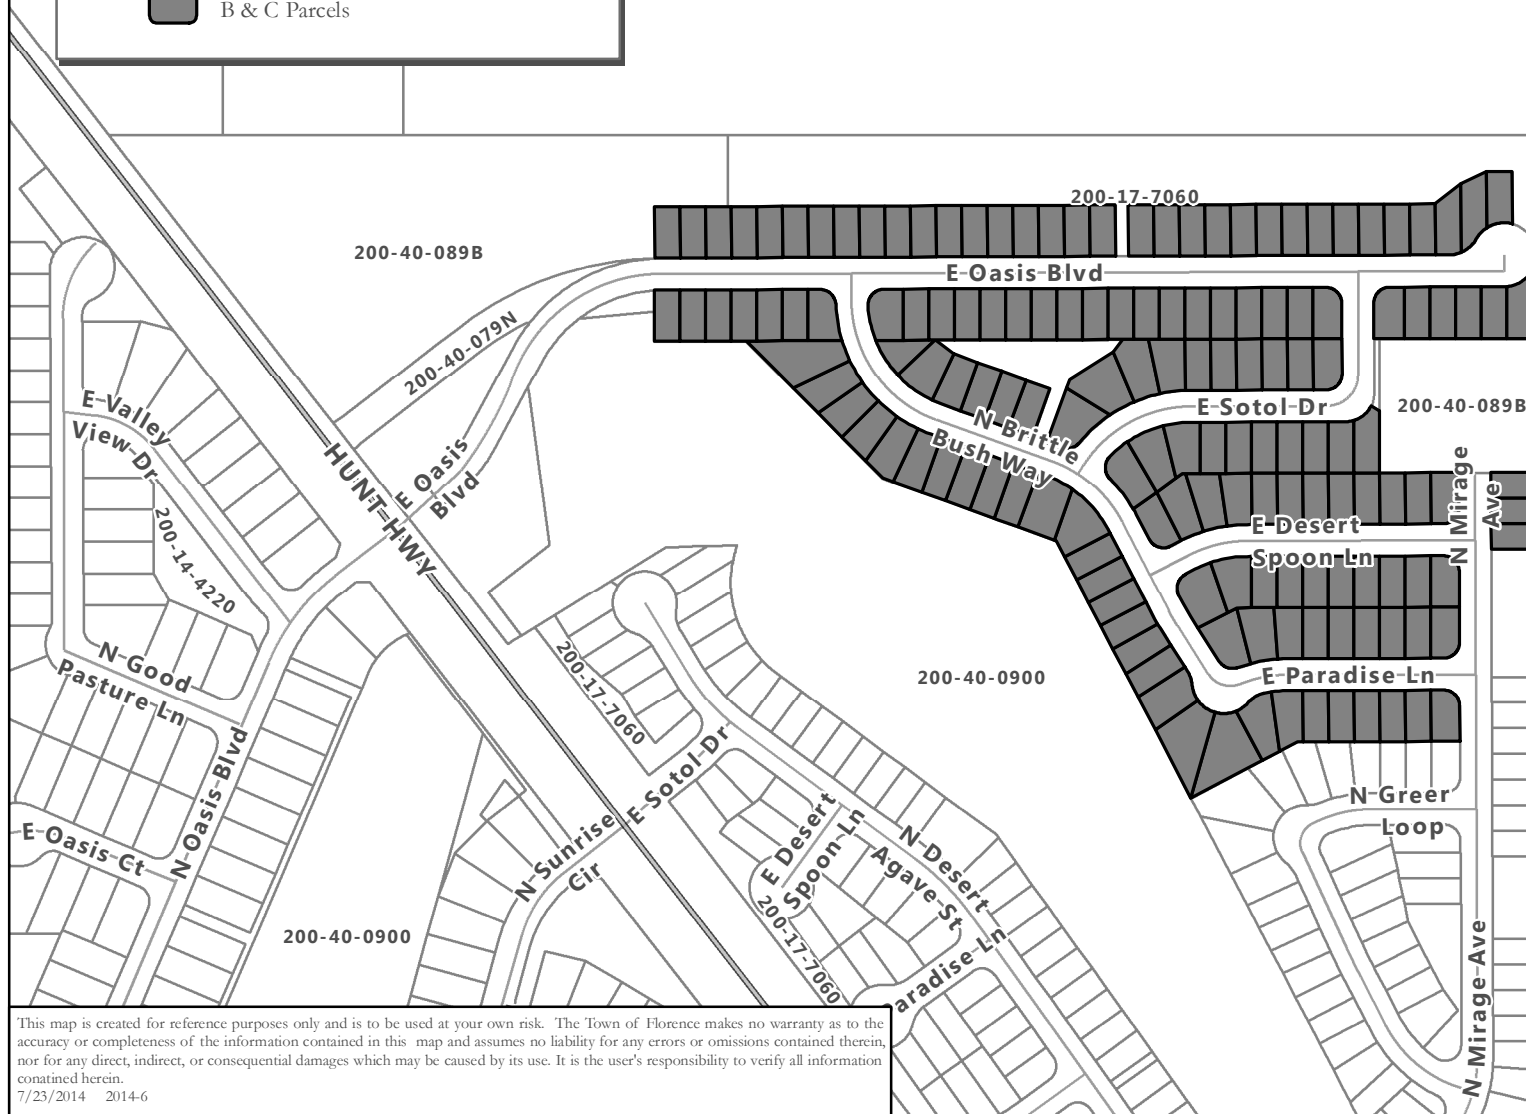 B & C Parcels
200-17-7060
200-40-089B
E Oasis Blvd
200-40-079N
E Valley
View Dr
E Sotol Dr
200-40-089B
N Brittle
Bush Way
E Oasis
Blvd
HUNT HWY
N Mirage
Ave
E Desert
Spoon Ln
200-14-4220
N Good
Pasture Ln
200-17-7060
200-40-0900
E Paradise Ln
N Oasis Blvd
E Sotol Dr
N Greer
Loop
E Oasis Ct
N Sunrise
Cir
E Desert
Spoon Ln
N Desert
Agave St
200-17-7060
200-40-0900
Paradise Ln
N Mirage Ave
This map is created for reference purposes only and is to be used at your own risk. The Town of Florence makes no warranty as to the
accuracy or completeness of the information contained in this map and assumes no liability for any errors or omissions contained therein,
nor for any direct, indirect, or consequential damages which may be caused by its use. It is the user's responsibility to verify all information
conatined herein.
7/23/2014 2014-6